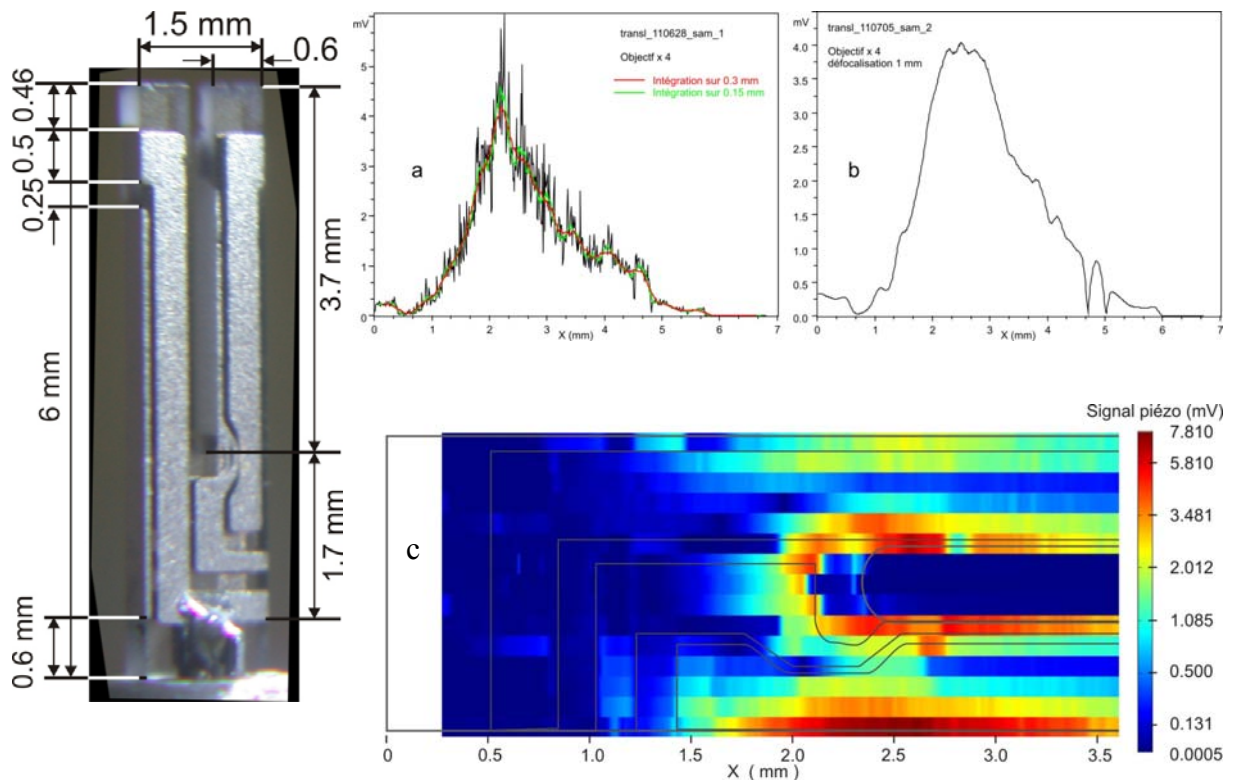 1.5 mm
0.6
0.46
0.5
0.25
6 mm
3.7 mm
1.7 mm
0.6 mm
mV
transl_110628_sam_1
Objectif x 4
Intégration sur 0.3 mm
Intégration sur 0.15 mm
a
6
5
4
3
2
1
0
0 1 2 3 4 5 6 7
X (mm)
mV
transl_110705_sam_2
Objectif x 4
défocalisation 1 mm
b
4.0
3.5
3.0
2.5
2.0
1.5
1.0
0.5
0.0
0 1 2 3 4 5 6 7
X (mm)
Signal piézo (mV)
7.810
5.810
3.481
2.012
1.085
0.500
0.131
0.0005
c
0 0.5 1.0 1.5 2.0 2.5 3.0 3.5
X ( mm )